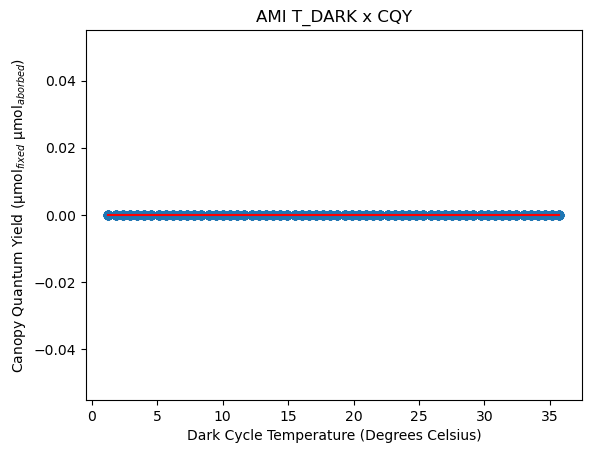 AMI T_DARK x CQY
Canopy Quantum Yield (µmol_fixed µmol_aborbed)
0.04
0.02
0.00
−0.02
−0.04
0 5 10 15 20 25 30 35
Dark Cycle Temperature (Degrees Celsius)